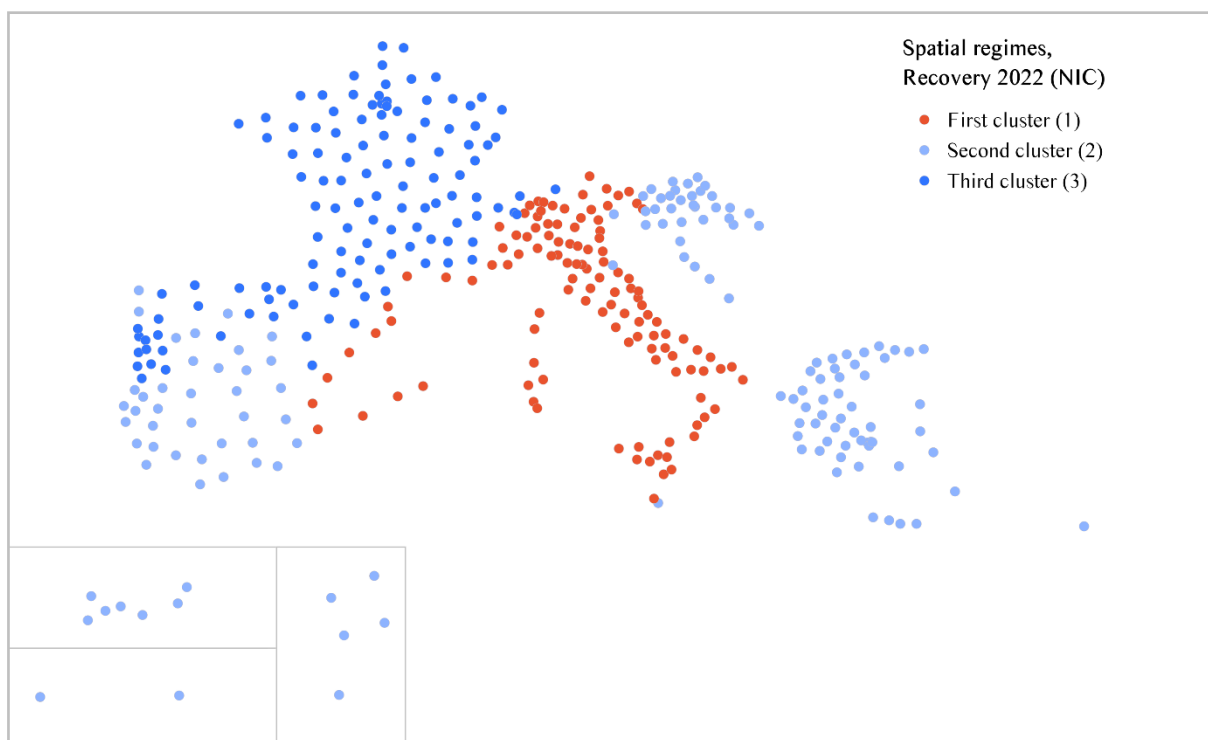 Spatial regimes,
Recovery 2022 (NIC)
First cluster (1)
Second cluster (2)
Third cluster (3)